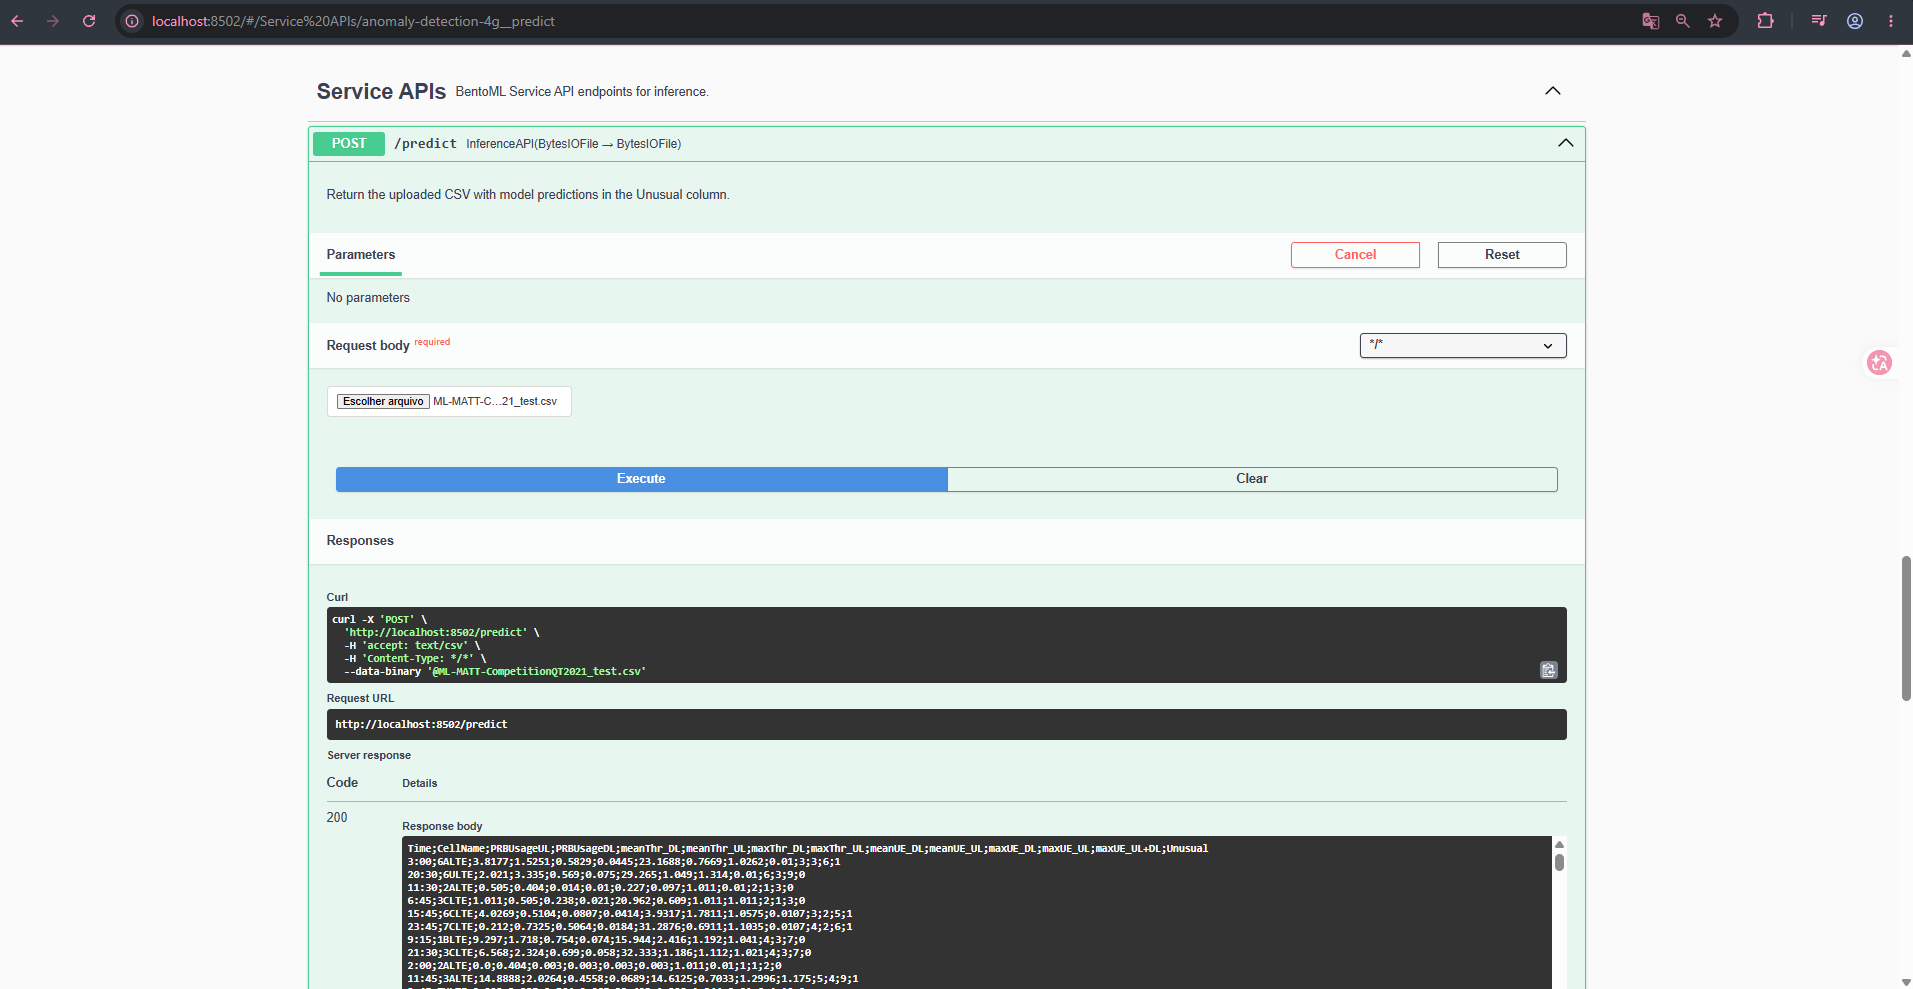 localhost:8502/#/Service%20APIs/anomaly-detection-4g__predict
Service APIs BentoML Service API endpoints for inference.
POST /predict InferenceAPI(BytesIOFile → BytesIOFile)
Return the uploaded CSV with model predictions in the Unusual column.
Parameters Cancel Reset
No parameters
Request body required */*
Escolher arquivo ML-MATT-C...21_test.csv
Execute Clear
Responses
Curl
curl -X 'POST' \
'http://localhost:8502/predict' \
-H 'accept: text/csv' \
-H 'Content-Type: */*' \
--data-binary '@ML-MATT-CompetitionQT2021_test.csv'
Request URL
http://localhost:8502/predict
Server response
Code Details
200
Response body
Time;CellName;PRBUsageUL;PRBUsageDL;meanThr_DL;meanThr_UL;maxThr_DL;maxThr_UL;meanUE_DL;meanUE_UL;maxUE_DL;maxUE_UL;maxUE_UL+DL;Unusual
3:00;6ALTE;3.8177;1.5251;0.5829;0.0445;23.1688;0.7669;1.0262;0.01;3;3;6;1
20:30;6ULTE;2.021;3.335;0.569;0.075;29.265;1.049;1.314;0.01;6;3;9;0
11:30;2ALTE;0.505;0.404;0.014;0.01;0.227;0.097;1.011;0.01;2;1;3;0
6:45;3CLTE;1.011;0.505;0.238;0.021;20.962;0.609;1.011;1.011;2;1;3;0
15:45;6CLTE;4.0269;0.5104;0.0807;0.0414;3.9317;1.7811;1.0575;0.0107;3;2;5;1
23:45;7CLTE;0.212;0.7325;0.5064;0.0184;31.2876;0.6911;1.1035;0.0107;4;2;6;1
9:15;1BLTE;9.297;1.718;0.754;0.074;15.944;2.416;1.192;1.041;4;3;7;0
21:30;3CLTE;6.568;2.324;0.699;0.058;32.333;1.186;1.112;1.021;4;3;7;0
2:00;2ALTE;0.0;0.404;0.003;0.003;0.003;0.003;1.011;0.01;1;1;2;0
11:45;3ALTE;14.8888;2.0264;0.4558;0.0689;14.6125;0.7033;1.2996;1.175;5;4;9;1